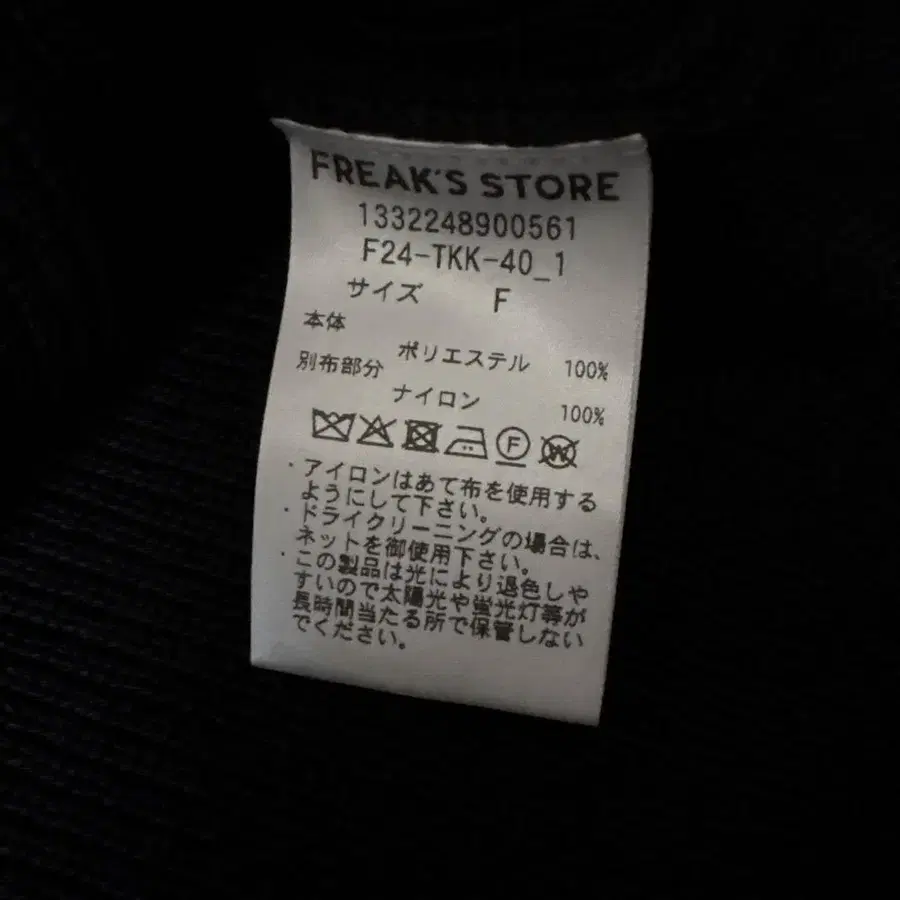 FREAK'S STORE
1332248900561
F24-TKK-40_1
サイズ F
本体
ポリエステル 100%
別布部分
ナイロン 100%
F W
・アイロンはあて布を使用する
ようにして下さい。
・ドライクリーニングの場合は、
ネットを御使用下さい。
・この製品は光により退色しや
すいので太陽光や蛍光灯等が
長時間当たる所で保管しない
でください。